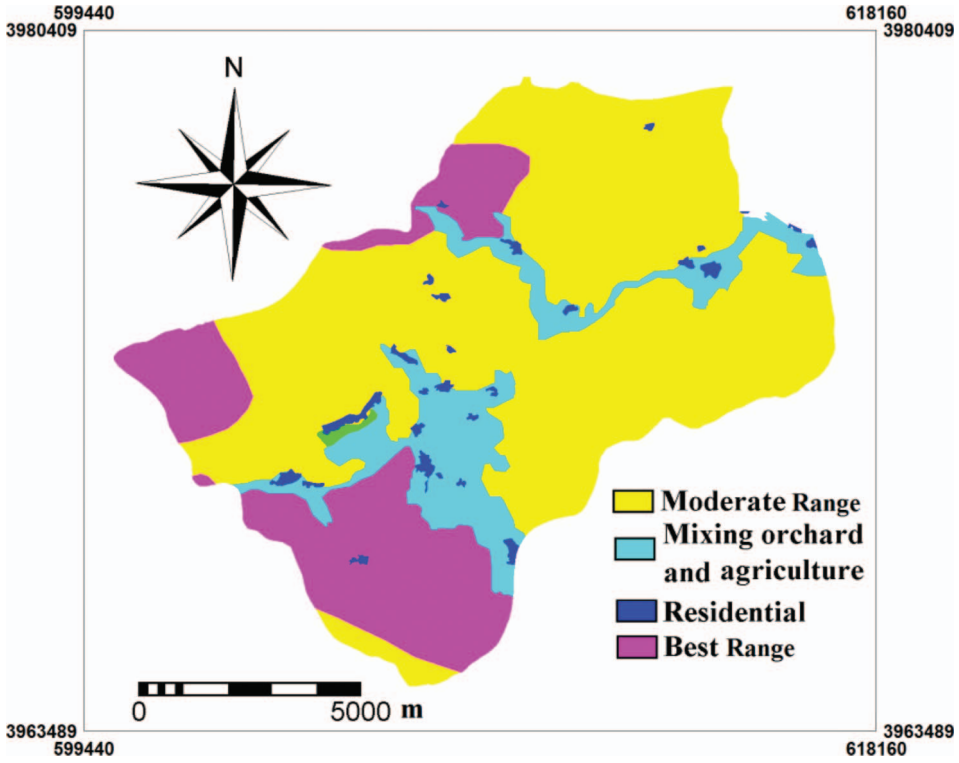 599440 618160
3980409 3980409
N
Moderate Range
Mixing orchard
and agriculture
Residential
Best Range
0 5000 m
3963489 3963489
599440 618160